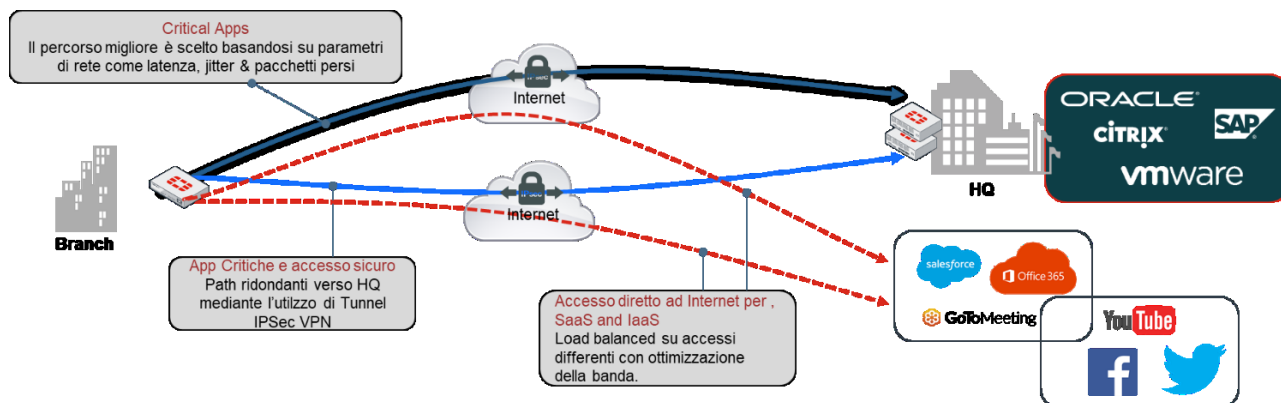 Critical Apps
Il percorso migliore è scelto basandosi su parametri
di rete come latenza, jitter & pacchetti persi
Internet
Internet
Branch
HQ
ORACLE®
CİTRIX®
SAP
vmware
App Critiche e accesso sicuro
Path ridondanti verso HQ
mediante l'utilzzo di Tunnel
IPSec VPN
Accesso diretto ad Internet per ,
SaaS and IaaS
Load balanced su accessi
differenti con ottimizzazione
della banda.
salesforce
Office 365
GoToMeeting
YouTube
f